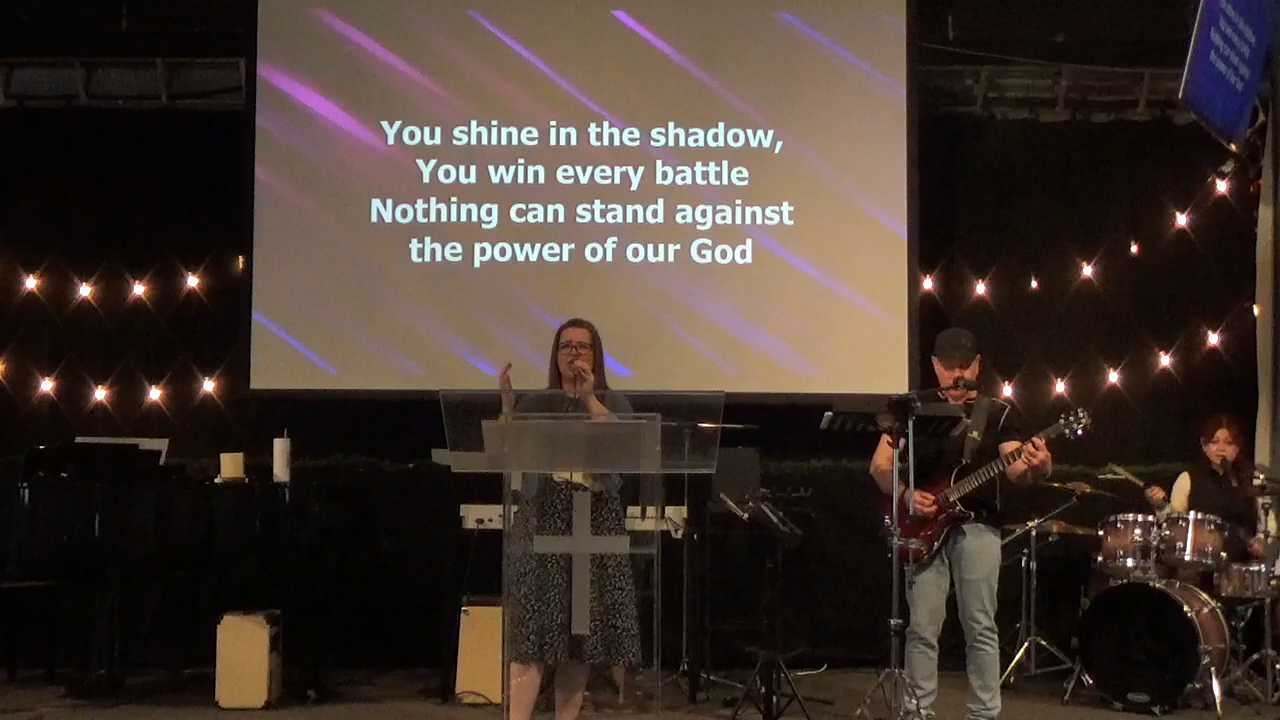 You shine in the shadow,
You win every battle
Nothing can stand against
the power of our God